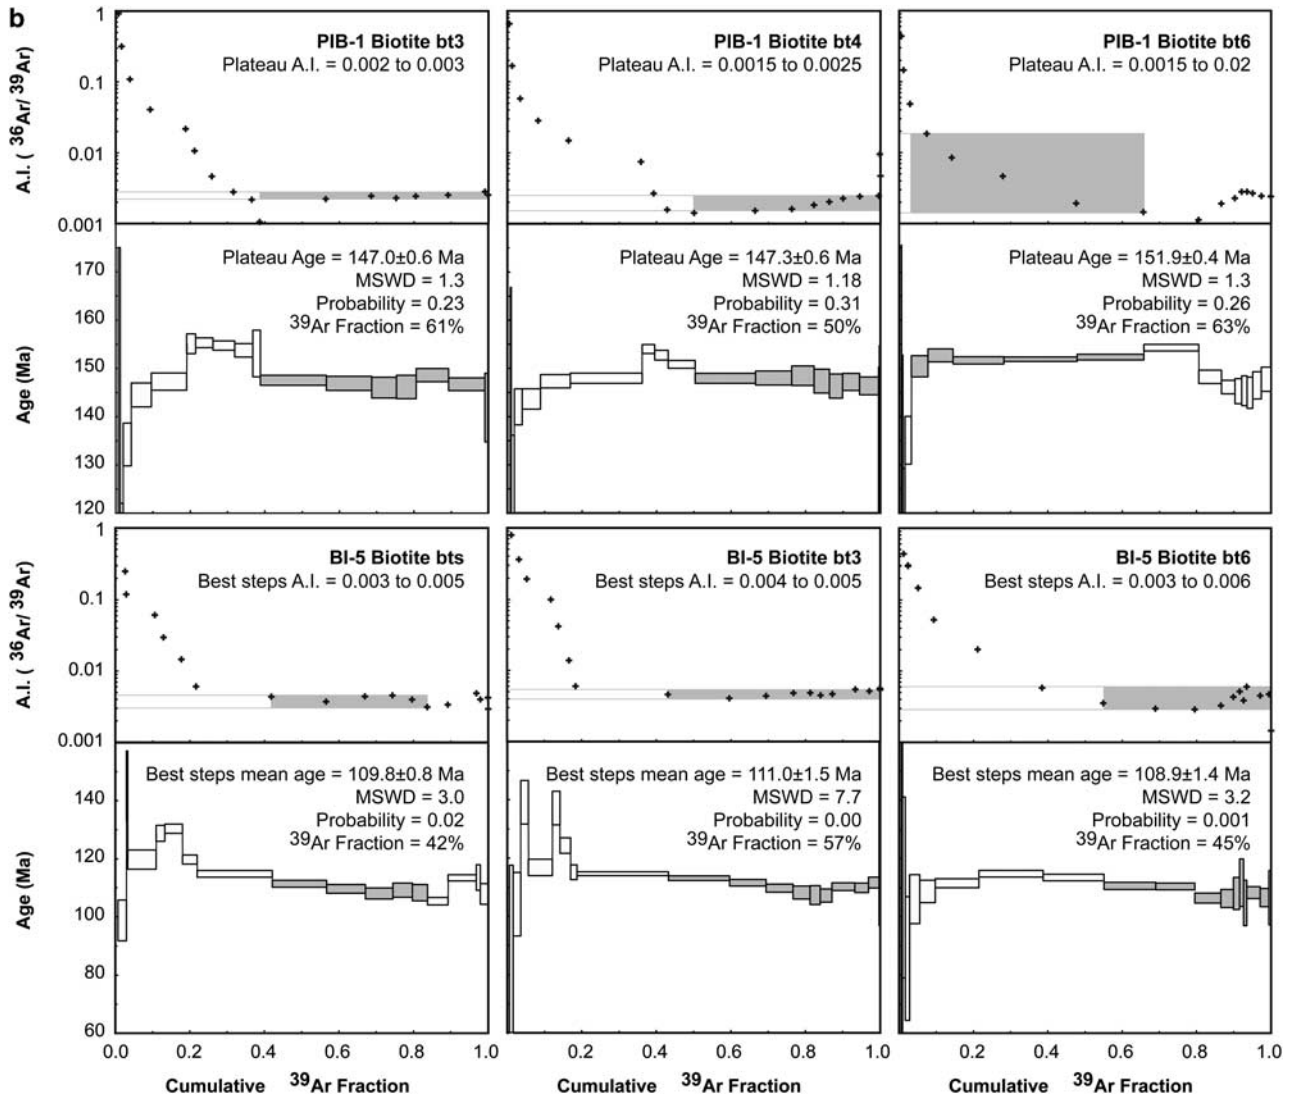 b
A.I. ( 36Ar/ 39Ar)
1
0.1
0.01
0.001
PIB-1 Biotite bt3
Plateau A.I. = 0.002 to 0.003
PIB-1 Biotite bt4
Plateau A.I. = 0.0015 to 0.0025
PIB-1 Biotite bt6
Plateau A.I. = 0.0015 to 0.02
Age (Ma)
170
160
150
140
130
120
Plateau Age = 147.0±0.6 Ma
MSWD = 1.3
Probability = 0.23
39Ar Fraction = 61%
Plateau Age = 147.3±0.6 Ma
MSWD = 1.18
Probability = 0.31
39Ar Fraction = 50%
Plateau Age = 151.9±0.4 Ma
MSWD = 1.3
Probability = 0.26
39Ar Fraction = 63%
A.I. ( 36Ar/ 39Ar)
1
0.1
0.01
0.001
BI-5 Biotite bts
Best steps A.I. = 0.003 to 0.005
BI-5 Biotite bt3
Best steps A.I. = 0.004 to 0.005
BI-5 Biotite bt6
Best steps A.I. = 0.003 to 0.006
Age (Ma)
140
120
100
80
60
Best steps mean age = 109.8±0.8 Ma
MSWD = 3.0
Probability = 0.02
39Ar Fraction = 42%
Best steps mean age = 111.0±1.5 Ma
MSWD = 7.7
Probability = 0.00
39Ar Fraction = 57%
Best steps mean age = 108.9±1.4 Ma
MSWD = 3.2
Probability = 0.001
39Ar Fraction = 45%
0.0 0.2 0.4 0.6 0.8 1.0
0.2 0.4 0.6 0.8 1.0
0.2 0.4 0.6 0.8 1.0
Cumulative 39Ar Fraction
Cumulative 39Ar Fraction
Cumulative 39Ar Fraction